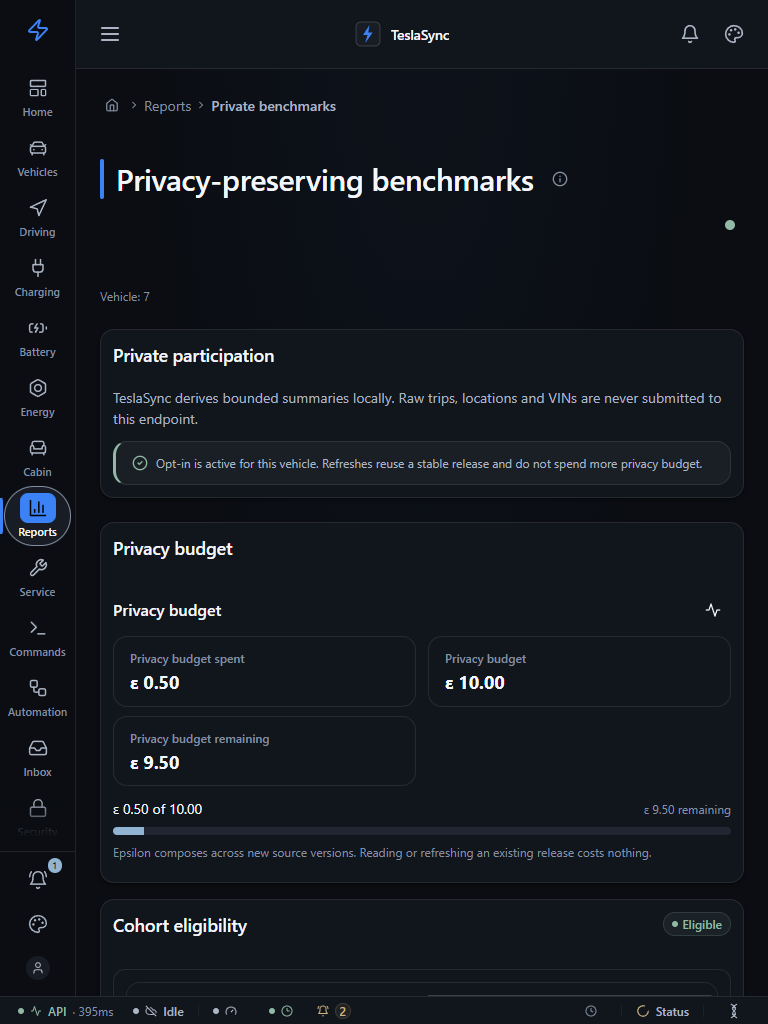 TeslaSync
Home
Vehicles
Driving
Charging
Battery
Energy
Cabin
Reports
Service
Commands
Automation
Inbox
Security
1
Reports
Private benchmarks
Privacy-preserving benchmarks
Vehicle: 7
Private participation
TeslaSync derives bounded summaries locally. Raw trips, locations and VINs are never submitted to
this endpoint.
Opt-in is active for this vehicle. Refreshes reuse a stable release and do not spend more privacy budget.
Privacy budget
Privacy budget
Privacy budget spent
ε 0.50
Privacy budget
ε 10.00
Privacy budget remaining
ε 9.50
ε 0.50 of 10.00
ε 9.50 remaining
Epsilon composes across new source versions. Reading or refreshing an existing release costs nothing.
Cohort eligibility
Eligible
API · 395ms
Idle
2
Status